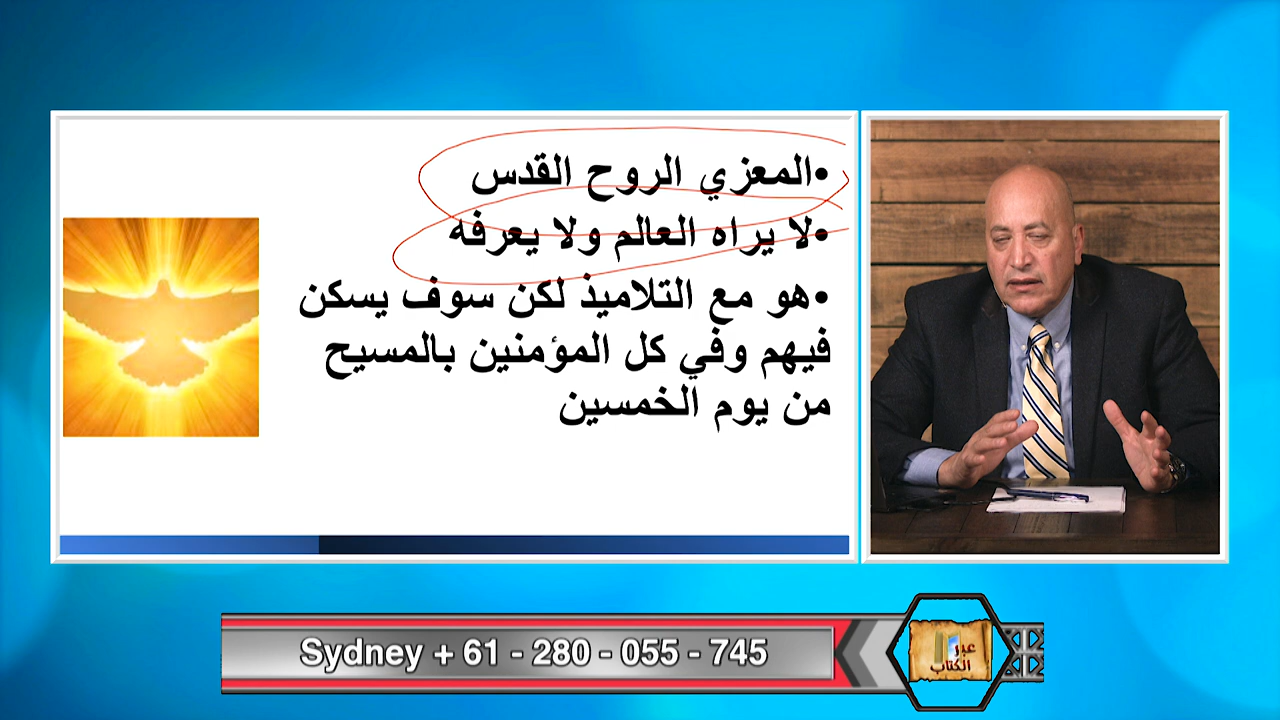 •المعزي الروح القدس
•لا يراه العالم ولا يعرفه
•هو مع التلاميذ لكن سوف يسكن
فيهم وفي كل المؤمنين بالمسيح
من يوم الخمسين
Sydney + 61 - 280 - 055 - 745
عبر
الكتاب